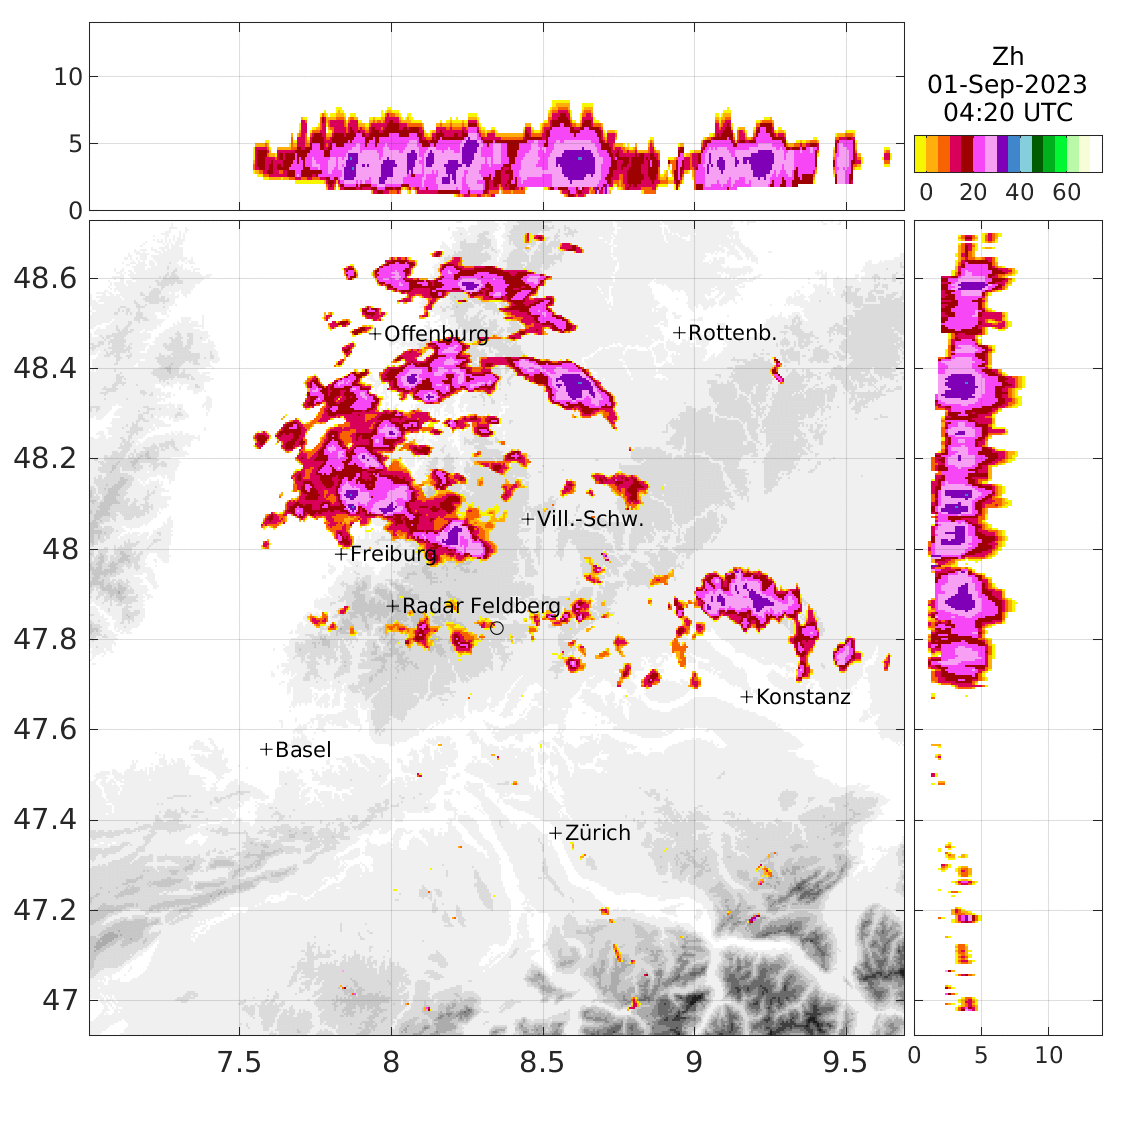 10
5
0
Zh
01-Sep-2023
04:20 UTC
0 20 40 60
48.6
48.4
48.2
48
47.8
47.6
47.4
47.2
47
+Offenburg
+Rottenb.
+Vill.-Schw.
+Freiburg
+Radar Feldberg
+Konstanz
+Basel
+Zürich
7.5 8 8.5 9 9.5
0 5 10